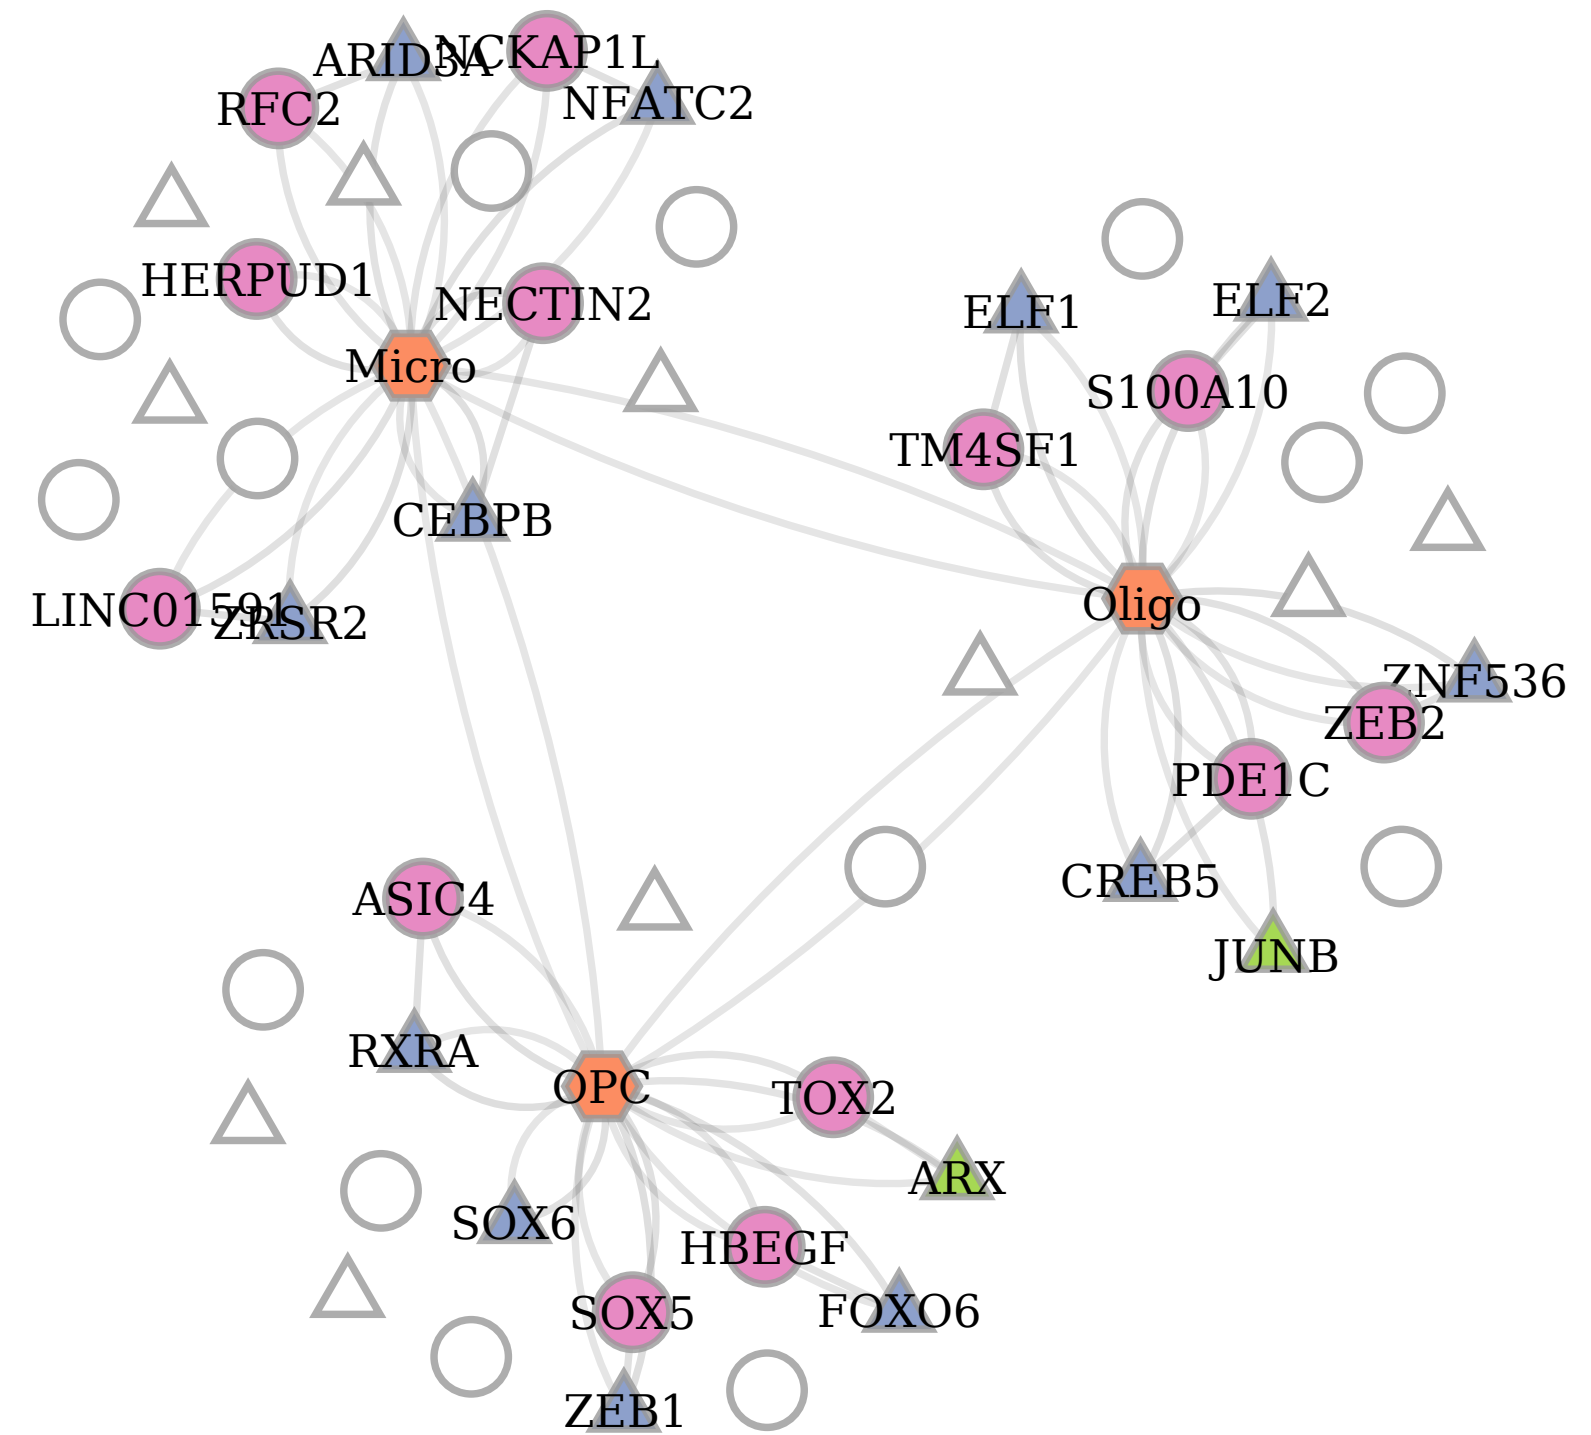 ARID3A
NCKAP1L
RFC2
NFATC2
HERPUD1
NECTIN2
Micro
CEBPB
LINC01591
ZRSR2
ELF1
ELF2
S100A10
TM4SF1
Oligo
ZNF536
ZEB2
PDE1C
CREB5
JUNB
ASIC4
RXRA
OPC
TOX2
ARX
SOX6
HBEGF
SOX5
FOXO6
ZEB1